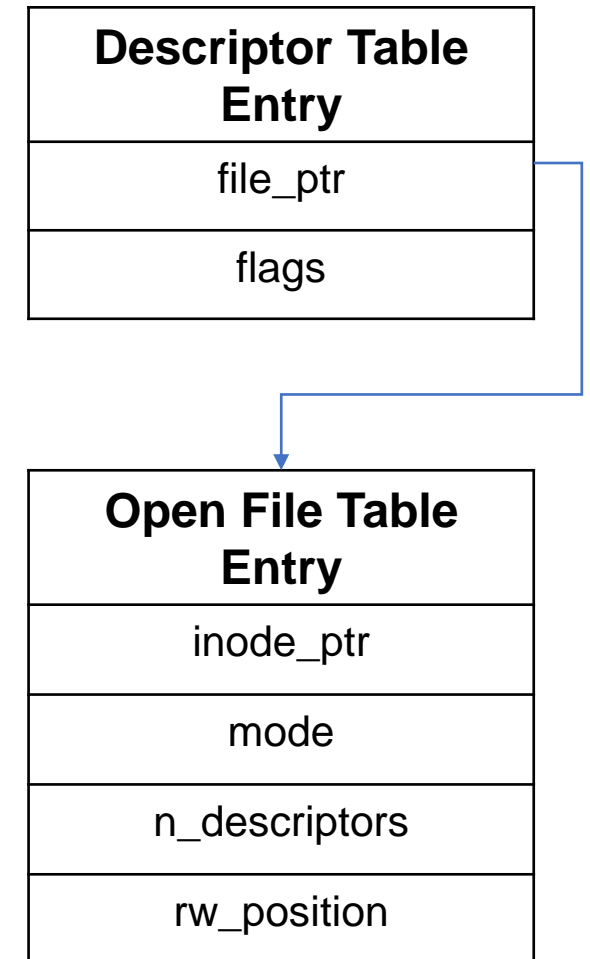 Descriptor Table
Entry
file_ptr
flags
Open File Table
Entry
inode_ptr
mode
n_descriptors
rw_position